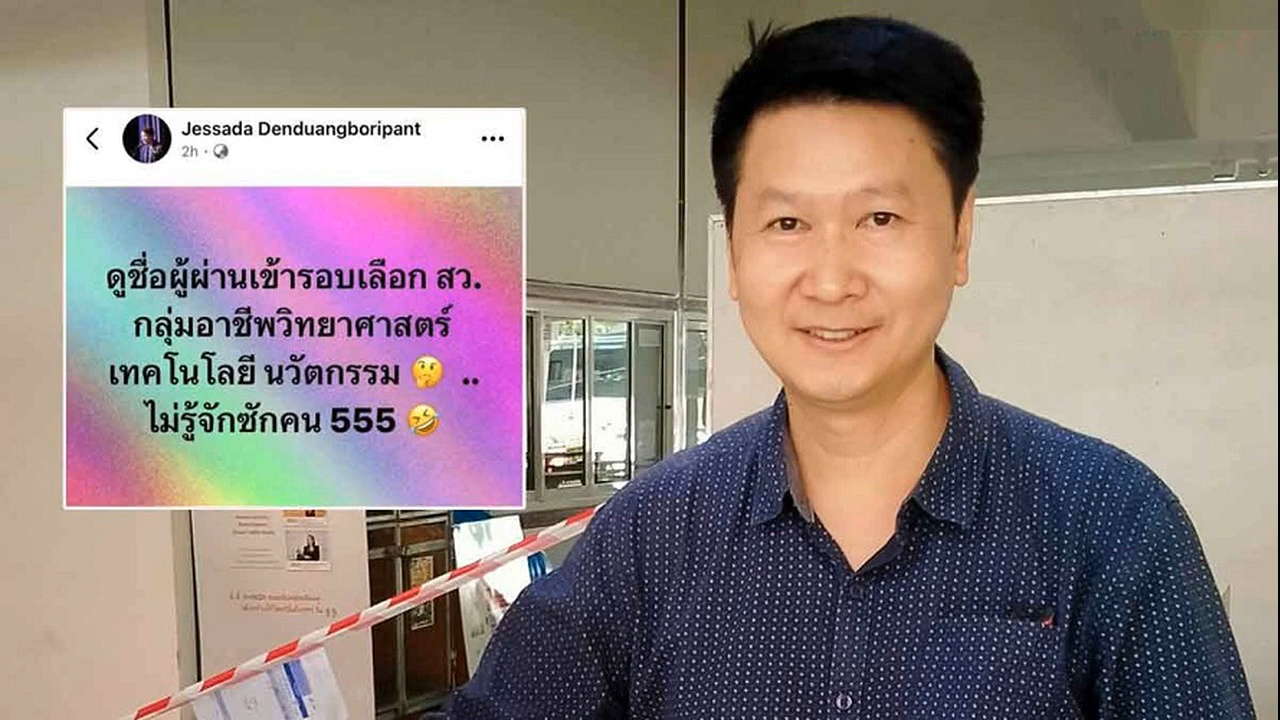 Jessada Denduangboripant
2h
ดูชื่อผู้ผ่านเข้ารอบเลือก สว.
กลุ่มอาชีพวิทยาศาสตร์
เทคโนโลยี นวัตกรรม 🤔 ..
ไม่รู้จักซักคน 555 🤣